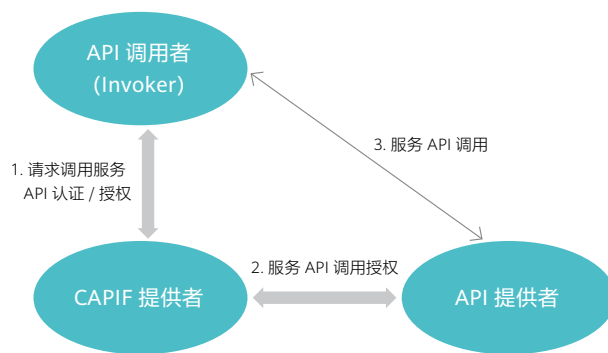 API 调用者
(Invoker)
3. 服务 API 调用
1. 请求调用服务
API 认证 / 授权
2. 服务 API 调用授权
CAPIF 提供者
API 提供者